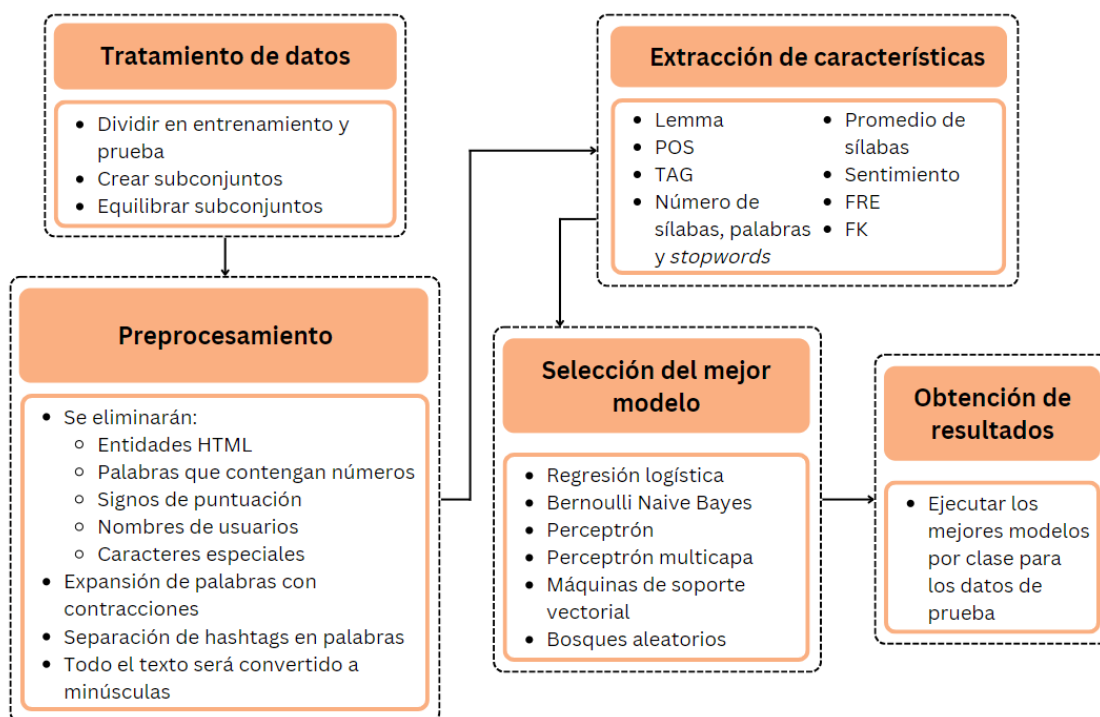 Tratamiento de datos
• Dividir en entrenamiento y
prueba
• Crear subconjuntos
• Equilibrar subconjuntos
Preprocesamiento
• Se eliminarán:
○ Entidades HTML
○ Palabras que contengan números
○ Signos de puntuación
○ Nombres de usuarios
○ Caracteres especiales
• Expansión de palabras con
contracciones
• Separación de hashtags en palabras
• Todo el texto será convertido a
minúsculas
Extracción de características
• Lemma
• POS
• TAG
• Número de
sílabas, palabras
y stopwords
• Promedio de
sílabas
• Sentimiento
• FRE
• FK
Selección del mejor
modelo
• Regresión logística
• Bernoulli Naive Bayes
• Perceptrón
• Perceptrón multicapa
• Máquinas de soporte
vectorial
• Bosques aleatorios
Obtención de
resultados
• Ejecutar los
mejores modelos
por clase para
los datos de
prueba